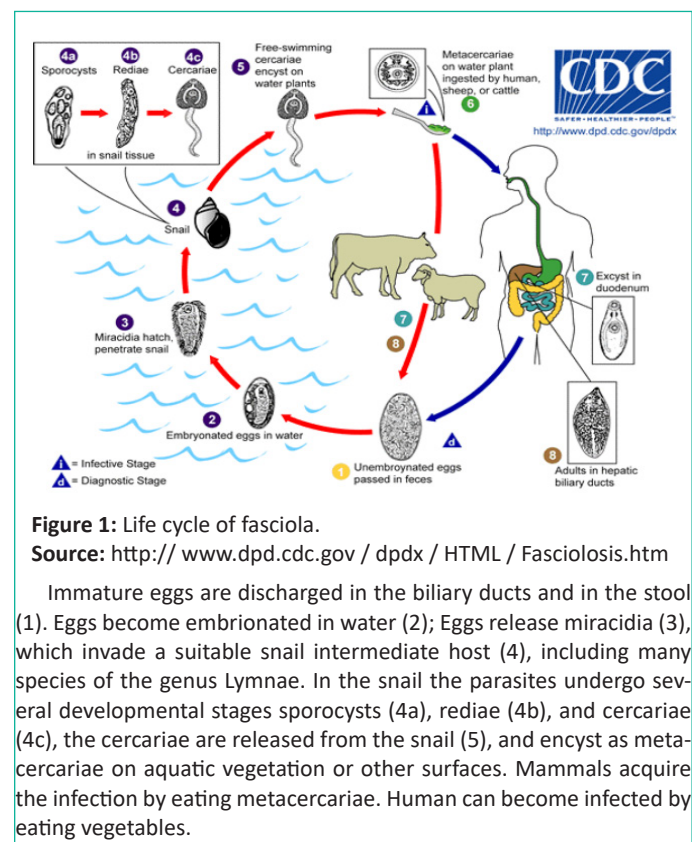 4a
4b
4c
Sporocysts Rediae Cercariae
in snail tissue
5
Free-swimming
cercariae
encyst on
water plants
i
Metacercariae
on water plant
ingested by human,
sheep, or cattle
6
CDC
SAFER•HEALTHIER•PEOPLE™
http://www.dpd.cdc.gov/dpdx
4
Snail
3
Miracidia hatch,
penetrate snail
2
Embryonated eggs in water
7
8
7 Excyst in
duodenum
d
1
Unembroynated eggs
passed in feces
8
Adults in hepatic
biliary ducts
i = Infective Stage
d = Diagnostic Stage
Figure 1: Life cycle of fasciola.
Source: http:// www.dpd.cdc.gov / dpdx / HTML / Fasciolosis.htm
Immature eggs are discharged in the biliary ducts and in the stool
(1). Eggs become embrionated in water (2); Eggs release miracidia (3),
which invade a suitable snail intermediate host (4), including many
species of the genus Lymnae. In the snail the parasites undergo sev-
eral developmental stages sporocysts (4a), rediae (4b), and cercariae
(4c), the cercariae are released from the snail (5), and encyst as meta-
cercariae on aquatic vegetation or other surfaces. Mammals acquire
the infection by eating metacercariae. Human can become infected by
eating vegetables.